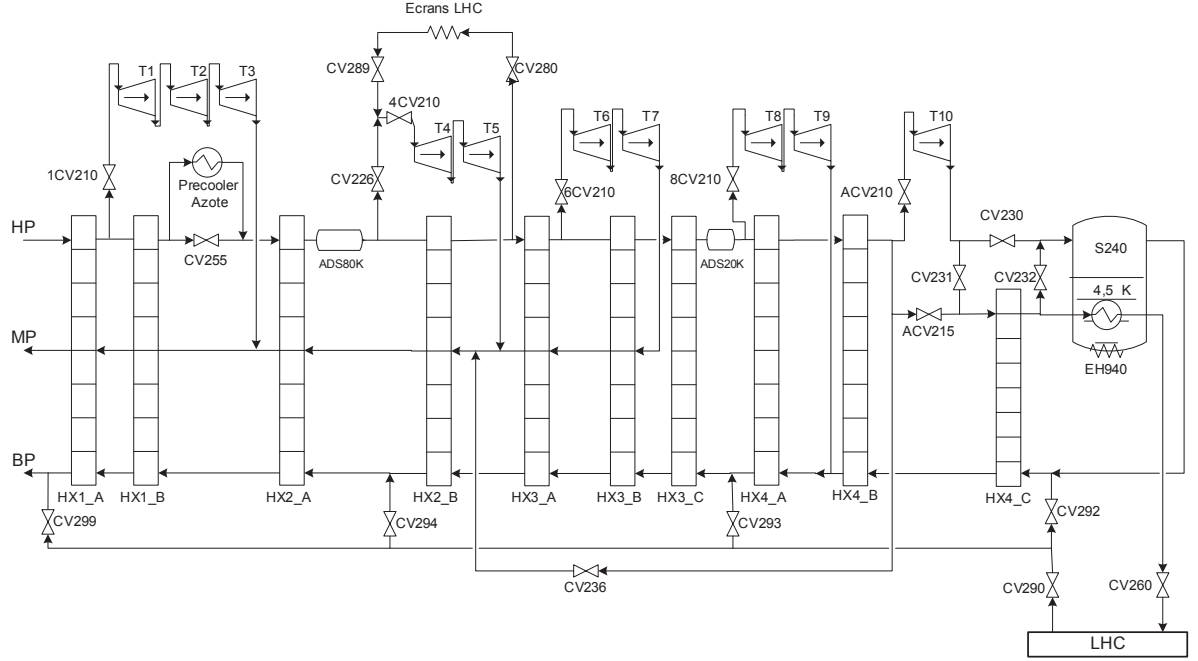 Ecrans LHC
CV289
CV280
T1
T2
T3
4CV210
T4
T5
T6
T7
T8
T9
T10
1CV210
Precooler
Azote
CV226
6CV210
8CV210
ACV210
HP
CV255
ADS80K
ADS20K
CV230
S240
CV231
CV232
4,5 K
ACV215
MP
EH940
BP
HX1_A
HX1_B
HX2_A
HX2_B
HX3_A
HX3_B
HX3_C
HX4_A
HX4_B
HX4_C
CV299
CV294
CV293
CV292
CV236
CV290
CV260
LHC